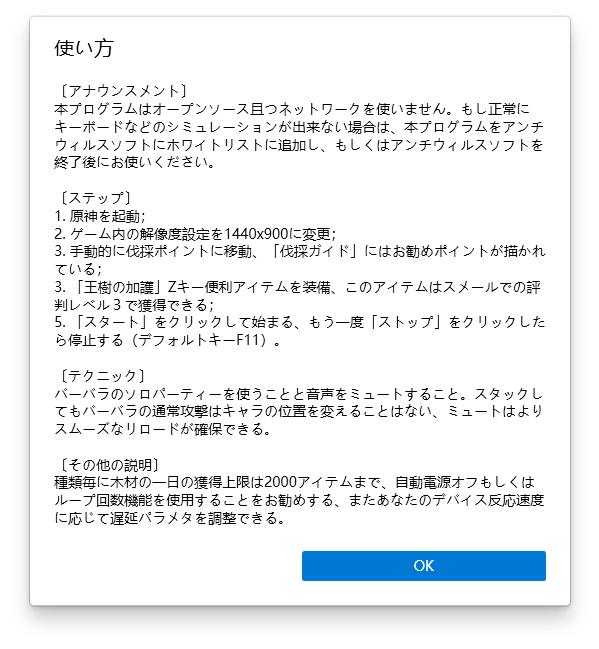 使い方
〔アナウンスメント〕
本プログラムはオープンソース且つネットワークを使いません。もし正常に
キーボードなどのシミュレーションが出来ない場合は、本プログラムをアンチ
ウィルスソフトにホワイトリストに追加し、もしくはアンチウィルスソフトを
終了後にお使いください。
〔ステップ〕
1. 原神を起動；
2. ゲーム内の解像度設定を1440x900に変更；
3. 手動的に伐採ポイントに移動、「伐採ガイド」にはお勧めポイントが描かれ
ている；
3. 「王樹の加護」Zキー便利アイテムを装備、このアイテムはスメールでの評
判レベル３で獲得できる；
5. 「スタート」をクリックして始まる、もう一度「ストップ」をクリックした
ら停止する（デフォルトキーF11）。
〔テクニック〕
バーバラのソロパーティーを使うことと音声をミュートすること。スタックし
てもバーバラの通常攻撃はキャラの位置を変えることはない、ミュートはより
スムーズなリロードが確保できる。
〔その他の説明〕
種類毎に木材の一日の獲得上限は2000アイテムまで、自動電源オフもしくは
ループ回数機能を使用することをお勧めする、またあなたのデバイス反応速度
に応じて遅延パラメタを調整できる。
OK